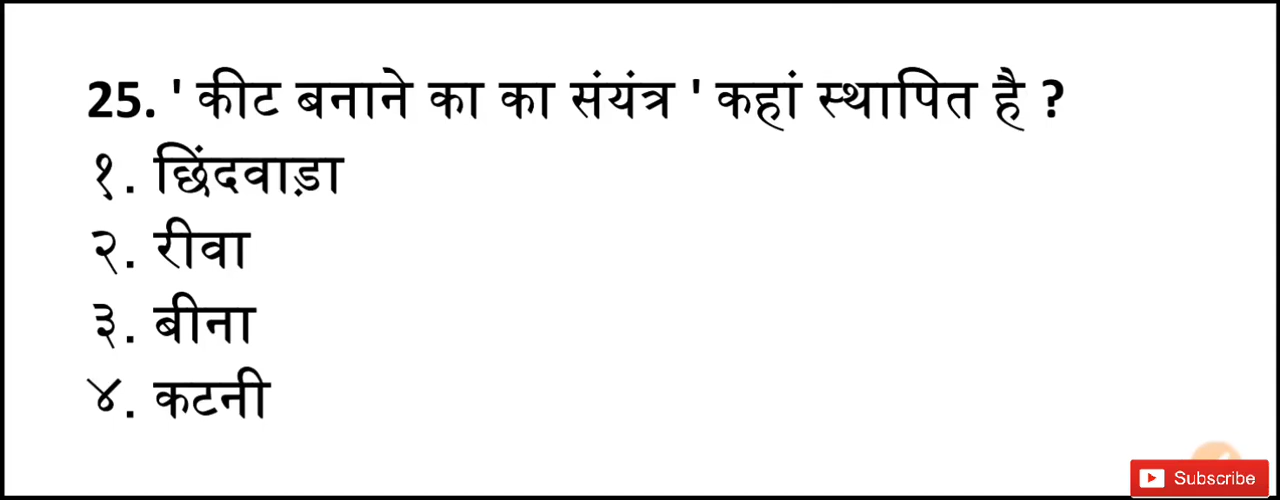 25. ' कीट बनाने का का संयंत्र ' कहां स्थापित है ?
१. छिंदवाड़ा
२. रीवा
३. बीना
४. कटनी
Subscribe